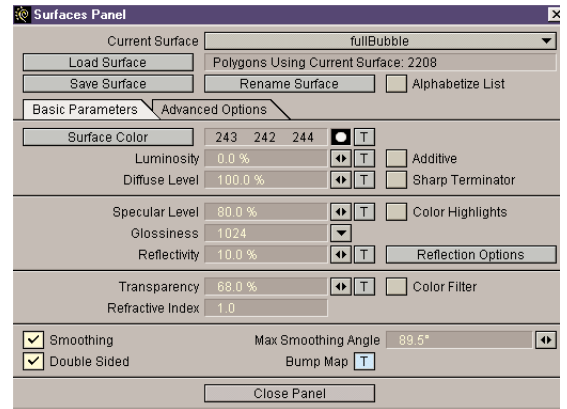 Surfaces Panel
Current Surface fullBubble
Load Surface Polygons Using Current Surface: 2208
Save Surface Rename Surface Alphabetize List
Basic Parameters Advanced Options
Surface Color 243 242 244 T
Luminosity 0.0 % T Additive
Diffuse Level 100.0 % T Sharp Terminator
Specular Level 80.0 % T Color Highlights
Glossiness 1024
Reflectivity 10.0 % T Reflection Options
Transparency 68.0 % T Color Filter
Refractive Index 1.0
Smoothing Max Smoothing Angle 89.5°
Double Sided Bump Map T
Close Panel